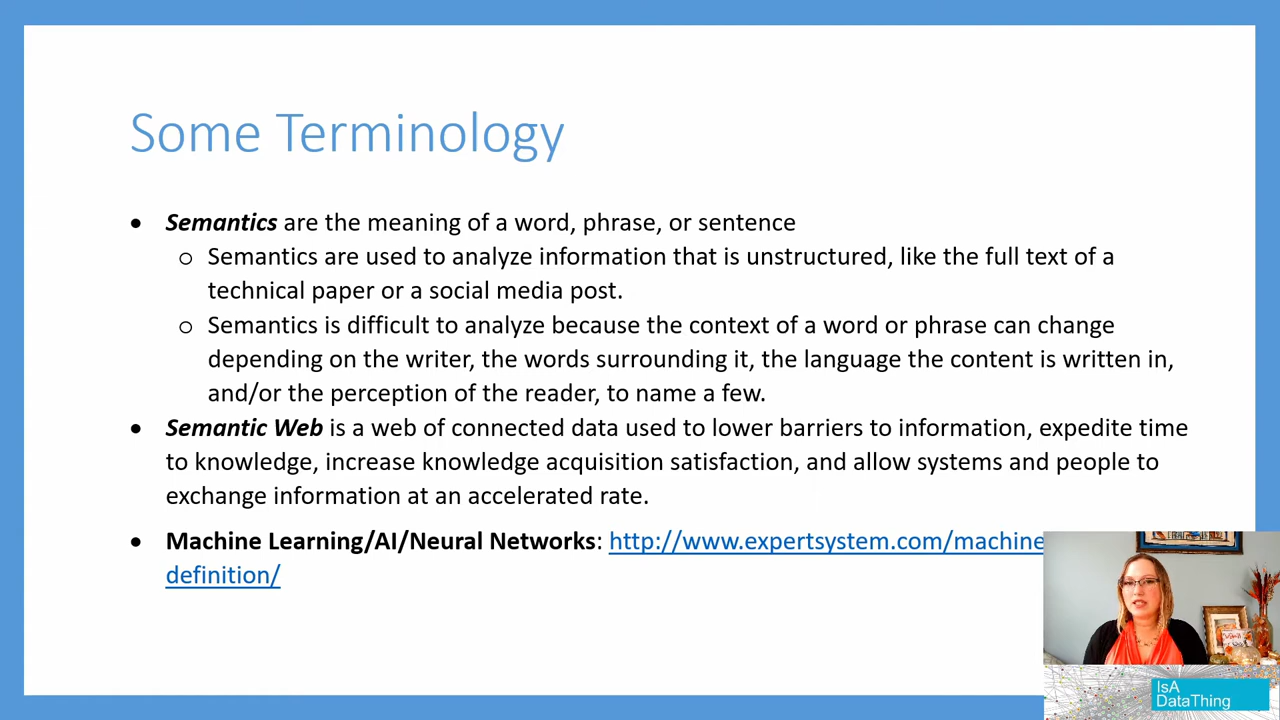 Some Terminology
• Semantics are the meaning of a word, phrase, or sentence
o Semantics are used to analyze information that is unstructured, like the full text of a
technical paper or a social media post.
o Semantics is difficult to analyze because the context of a word or phrase can change
depending on the writer, the words surrounding it, the language the content is written in,
and/or the perception of the reader, to name a few.
• Semantic Web is a web of connected data used to lower barriers to information, expedite time
to knowledge, increase knowledge acquisition satisfaction, and allow systems and people to
exchange information at an accelerated rate.
• Machine Learning/AI/Neural Networks: http://www.expertsystem.com/machine
definition/
IsA
DataThing